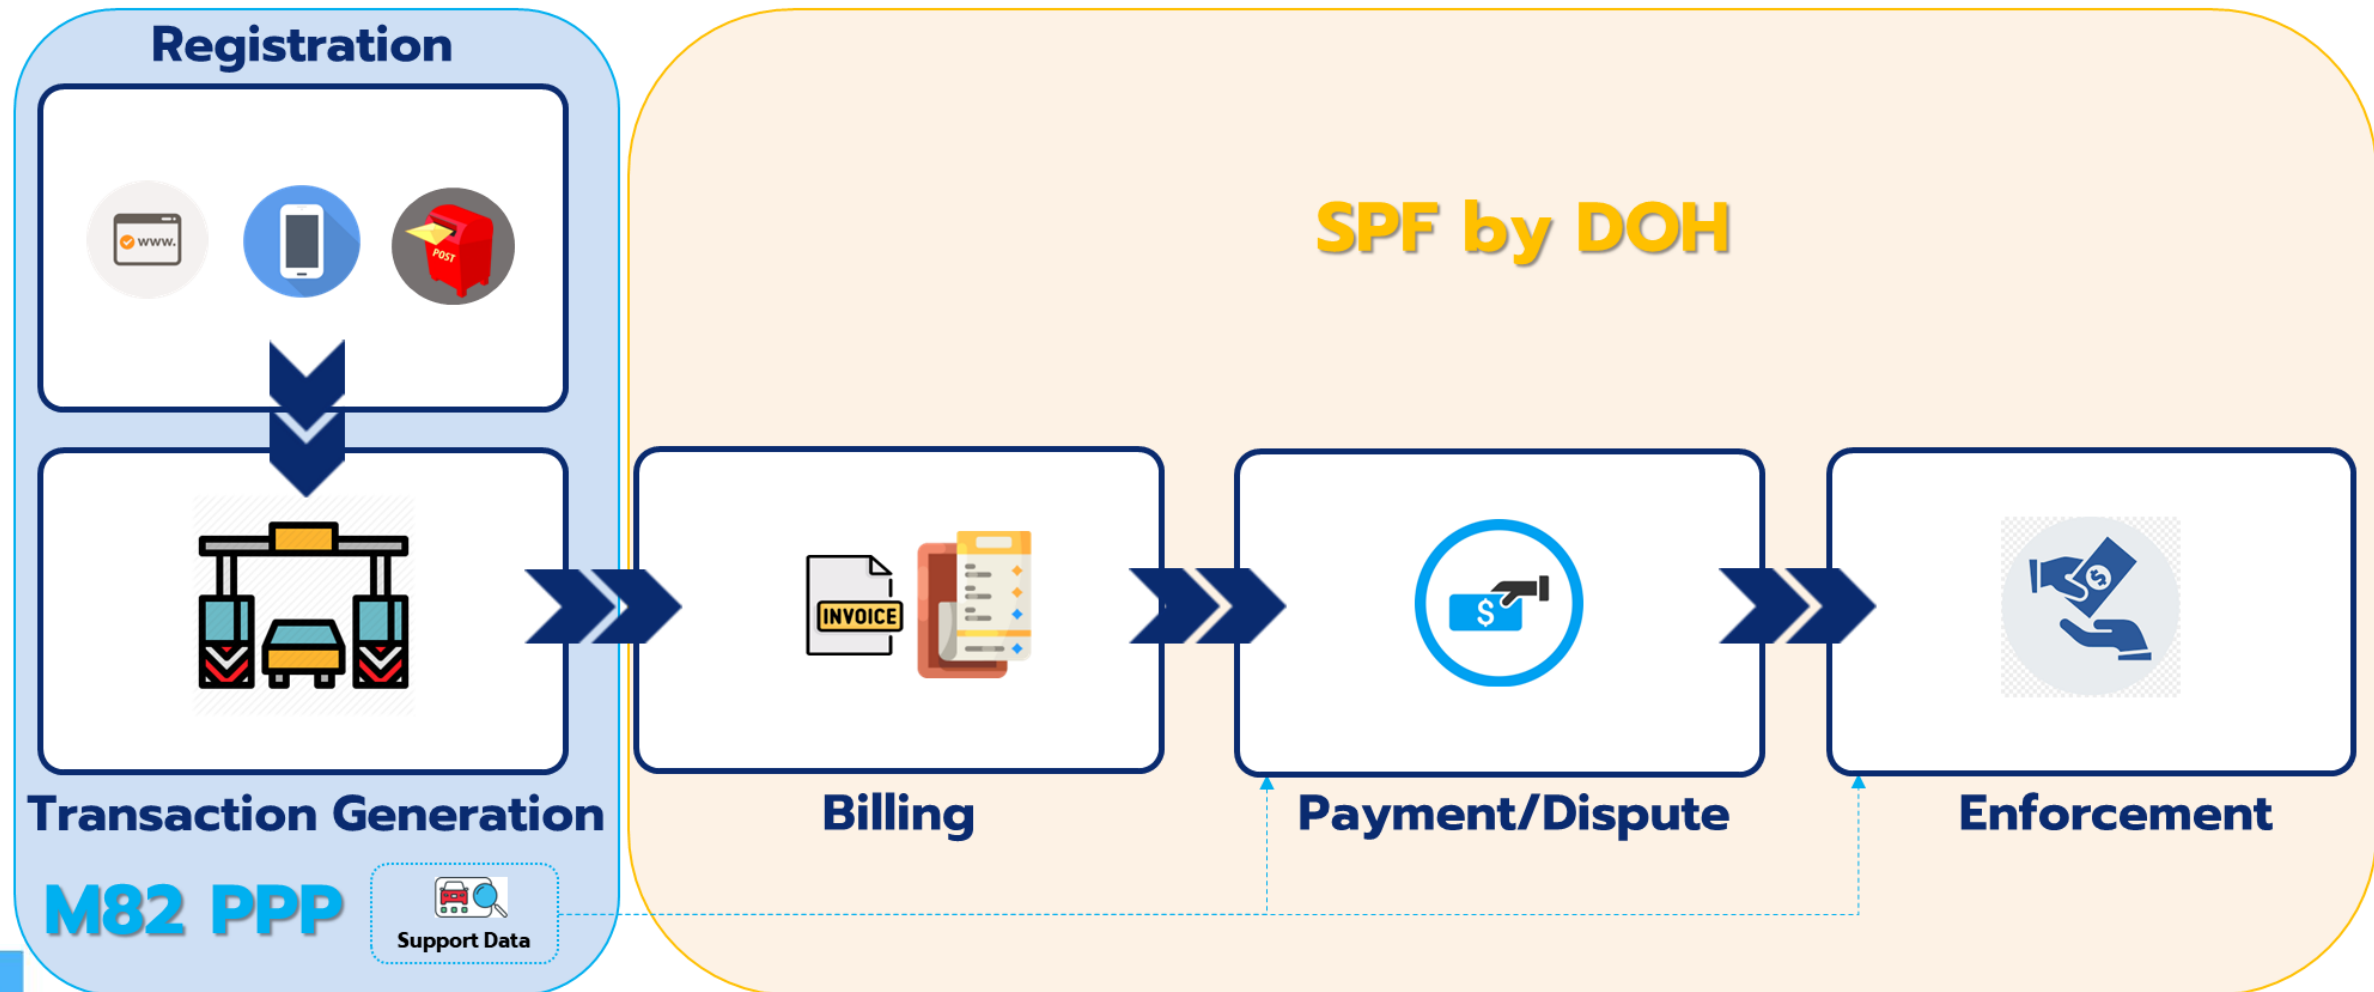 Registration
www.
POST
SPF by DOH
INVOICE
$
$
Transaction Generation
Billing
Payment/Dispute
Enforcement
M82 PPP
Support Data